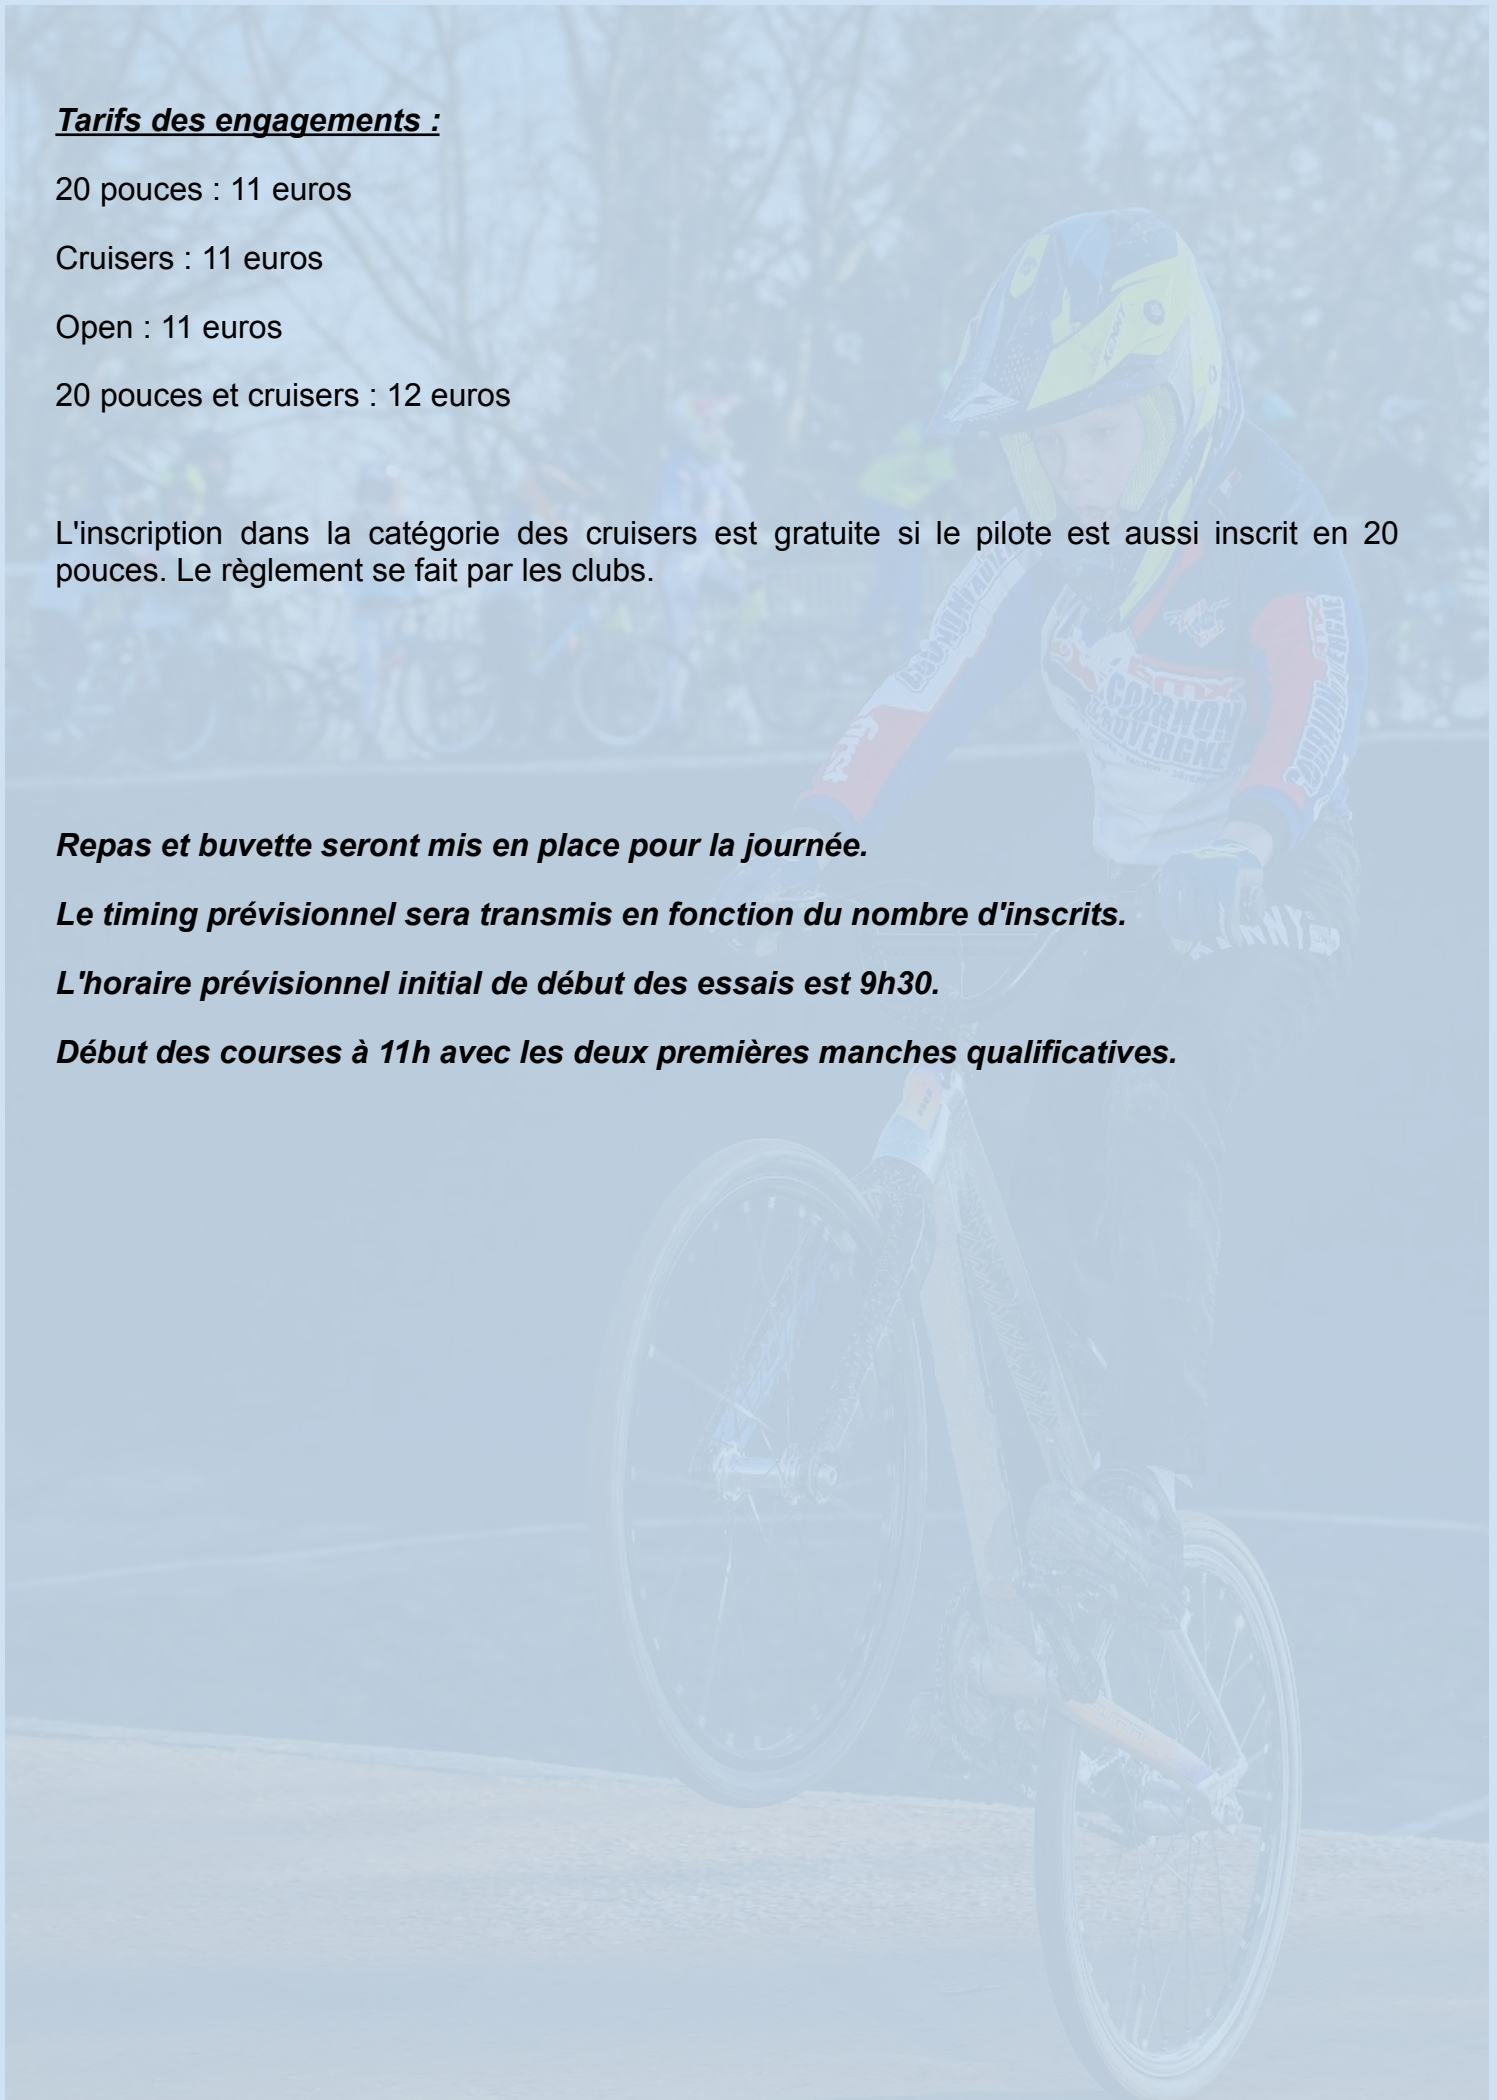 Tarifs des engagements :
20 pouces : 11 euros
Cruisers : 11 euros
Open : 11 euros
20 pouces et cruisers : 12 euros
L'inscription dans la catégorie des cruisers est gratuite si le pilote est aussi inscrit en 20
pouces. Le règlement se fait par les clubs.
Repas et buvette seront mis en place pour la journée.
Le timing prévisionnel sera transmis en fonction du nombre d'inscrits.
L'horaire prévisionnel initial de début des essais est 9h30.
Début des courses à 11h avec les deux premières manches qualificatives.
KENNY